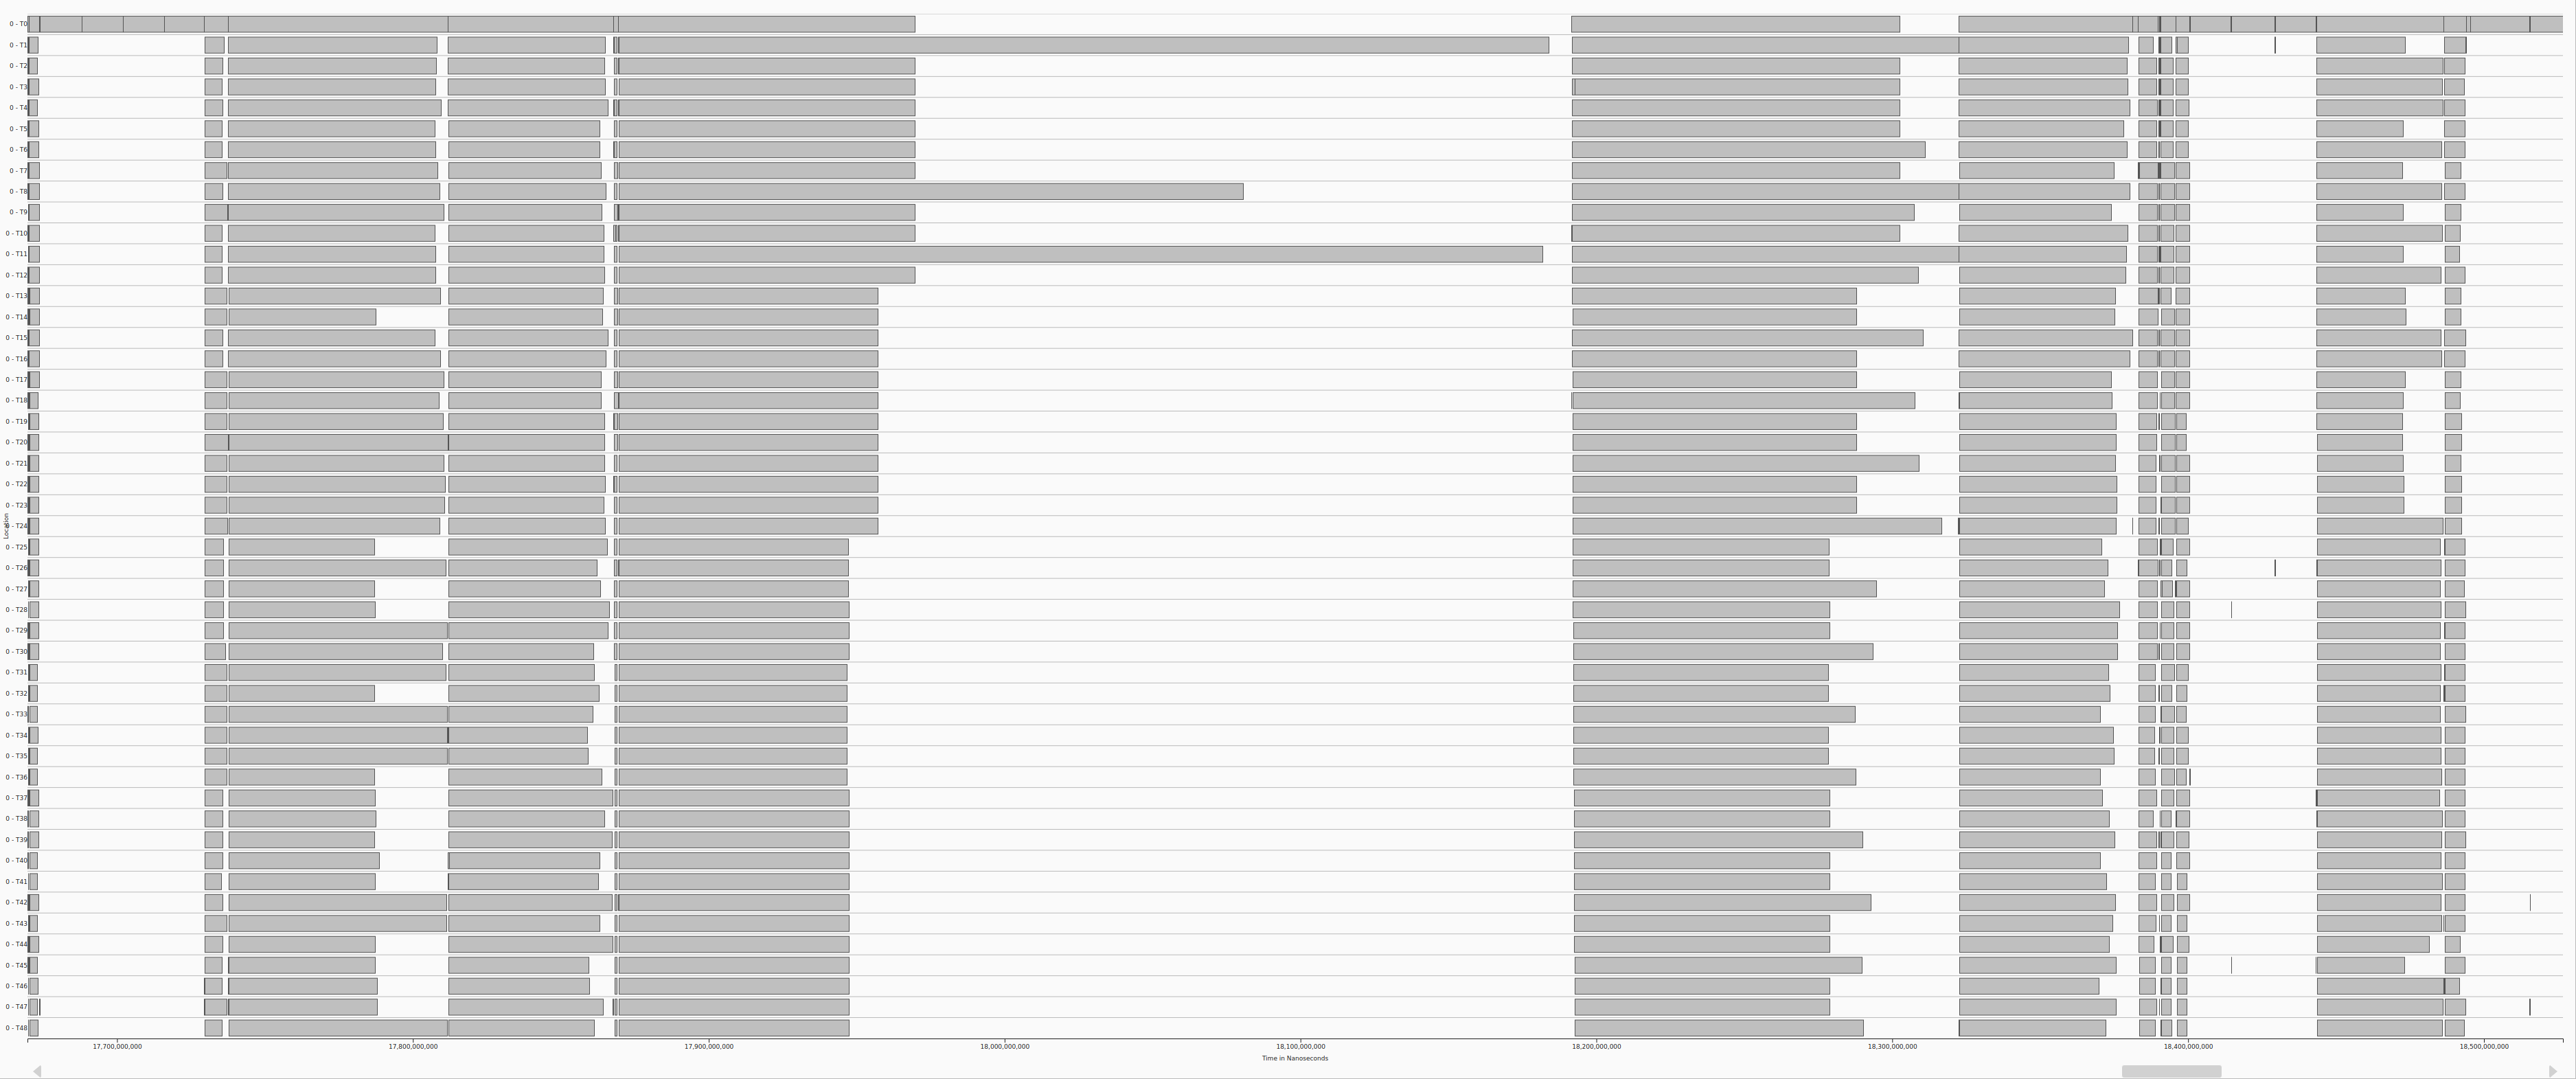 0 - T0
0 - T1
0 - T2
0 - T3
0 - T4
0 - T5
0 - T6
0 - T7
0 - T8
0 - T9
0 - T10
0 - T11
0 - T12
0 - T13
0 - T14
0 - T15
0 - T16
0 - T17
0 - T18
0 - T19
0 - T20
0 - T21
0 - T22
0 - T23
Location
0 - T24
0 - T25
0 - T26
0 - T27
0 - T28
0 - T29
0 - T30
0 - T31
0 - T32
0 - T33
0 - T34
0 - T35
0 - T36
0 - T37
0 - T38
0 - T39
0 - T40
0 - T41
0 - T42
0 - T43
0 - T44
0 - T45
0 - T46
0 - T47
0 - T48
17,700,000,000 17,800,000,000 17,900,000,000 18,000,000,000 18,100,000,000 18,200,000,000 18,300,000,000 18,400,000,000 18,500,000,000
Time in Nanoseconds